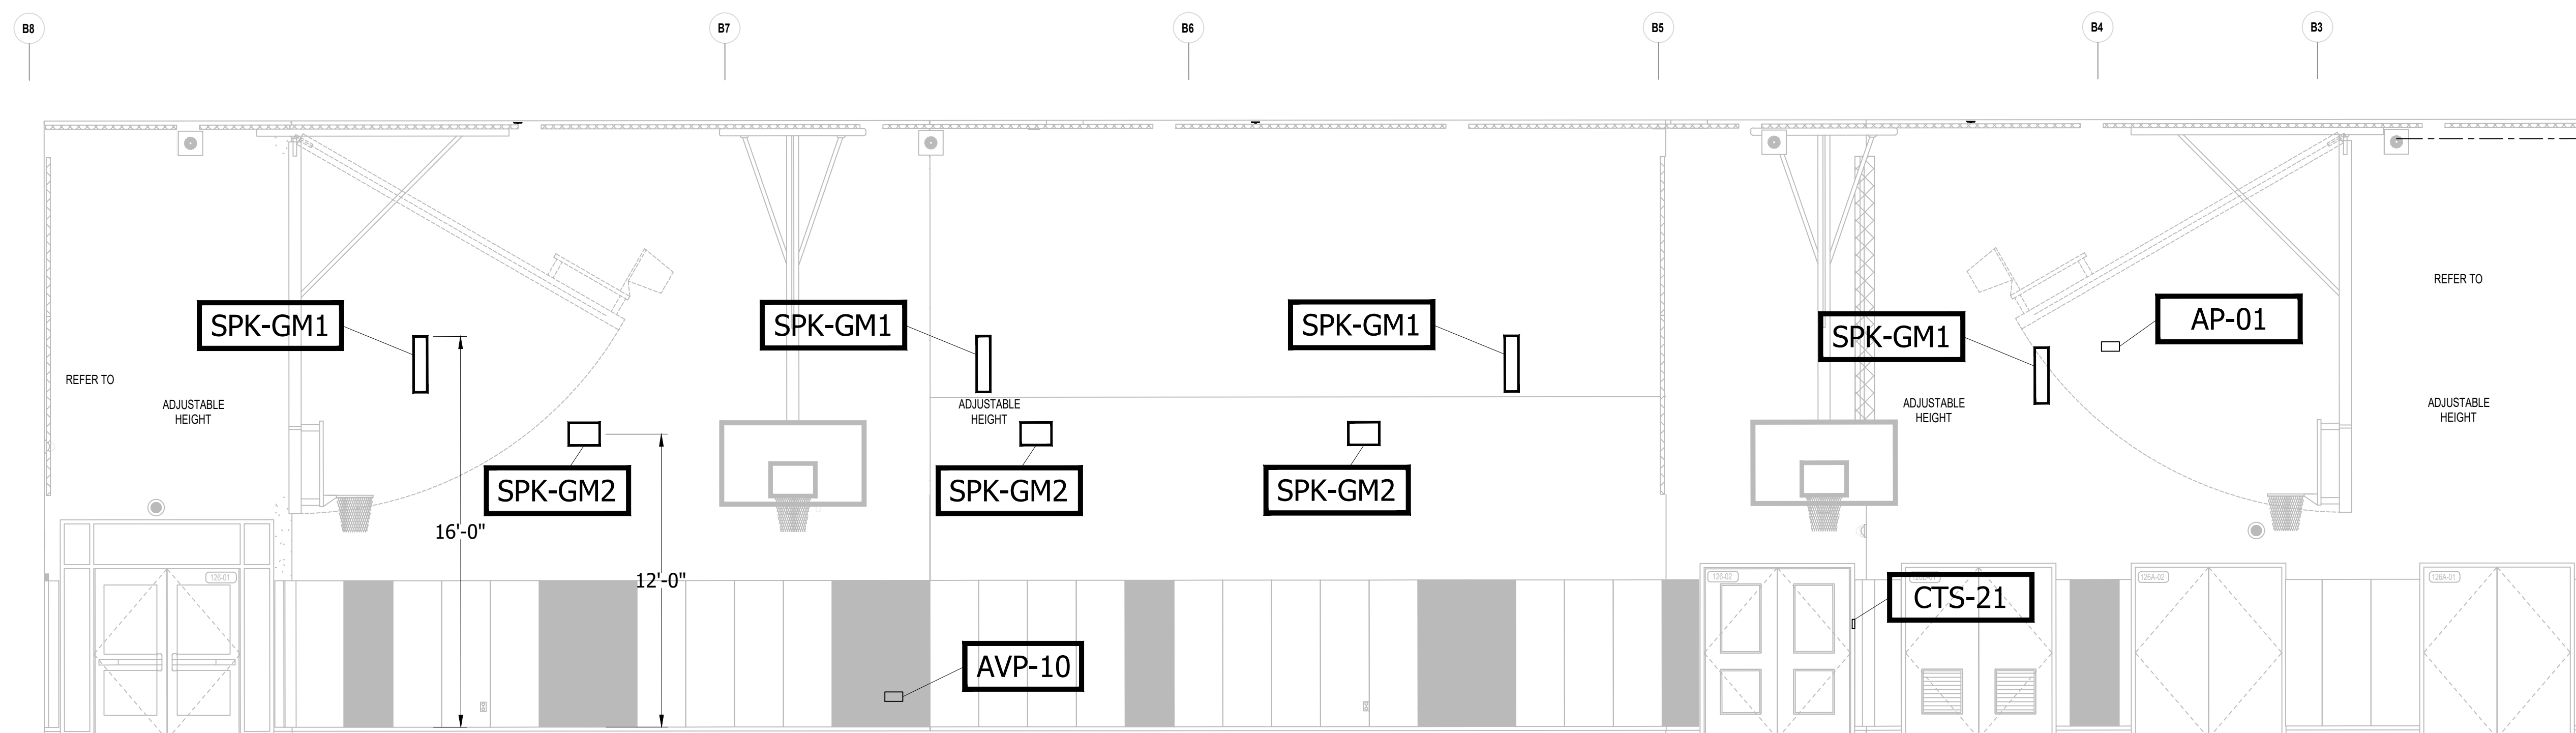 B8
B7
B6
B5
B4
B3
REFER TO
AP-01
SPK-GM1
SPK-GM1
SPK-GM1
SPK-GM1
REFER TO
ADJUSTABLE
HEIGHT
ADJUSTABLE
HEIGHT
ADJUSTABLE
HEIGHT
ADJUSTABLE
HEIGHT
SPK-GM2
SPK-GM2
SPK-GM2
16'-0"
12'-0"
126-01
126-02
126A-02
126A-01
CTS-21
AVP-10